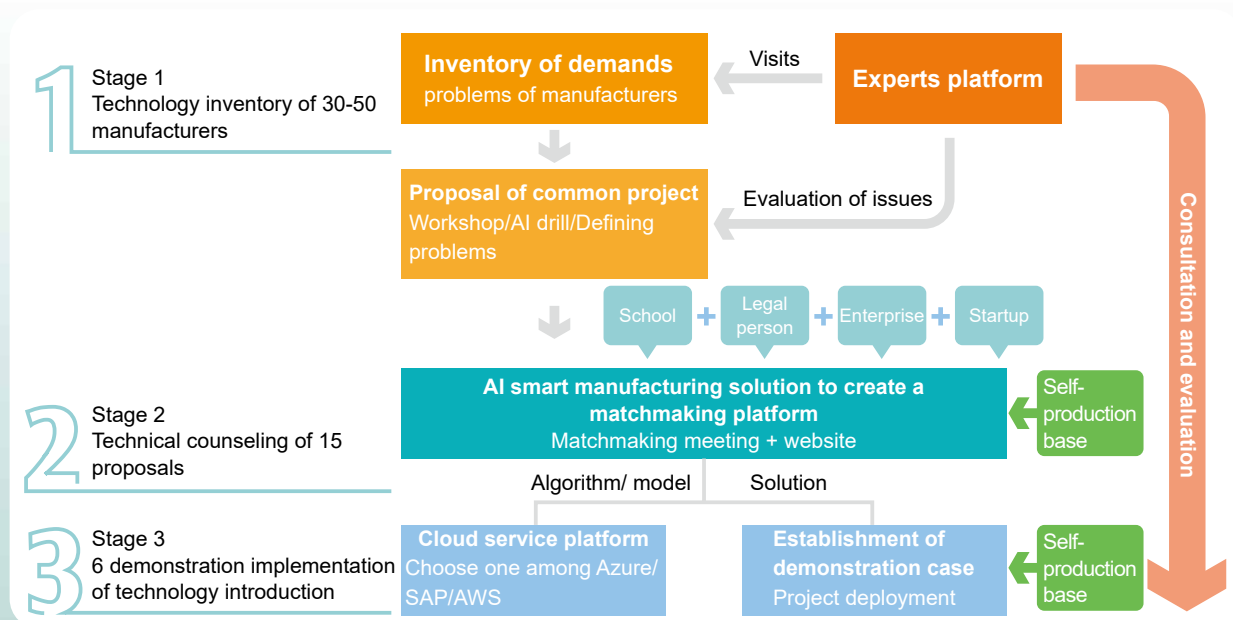 1
Stage 1
Technology inventory of 30-50
manufacturers
Inventory of demands
problems of manufacturers
Visits
Experts platform
Proposal of common project
Workshop/AI drill/Defining
problems
Evaluation of issues
Consultation and evaluation
School
+
Legal
person
+
Enterprise
+
Startup
2
Stage 2
Technical counseling of 15
proposals
AI smart manufacturing solution to create a
matchmaking platform
Matchmaking meeting + website
Self-
production
base
Algorithm/ model
Solution
3
Stage 3
6 demonstration implementation
of technology introduction
Cloud service platform
Choose one among Azure/
SAP/AWS
Establishment of
demonstration case
Project deployment
Self-
production
base